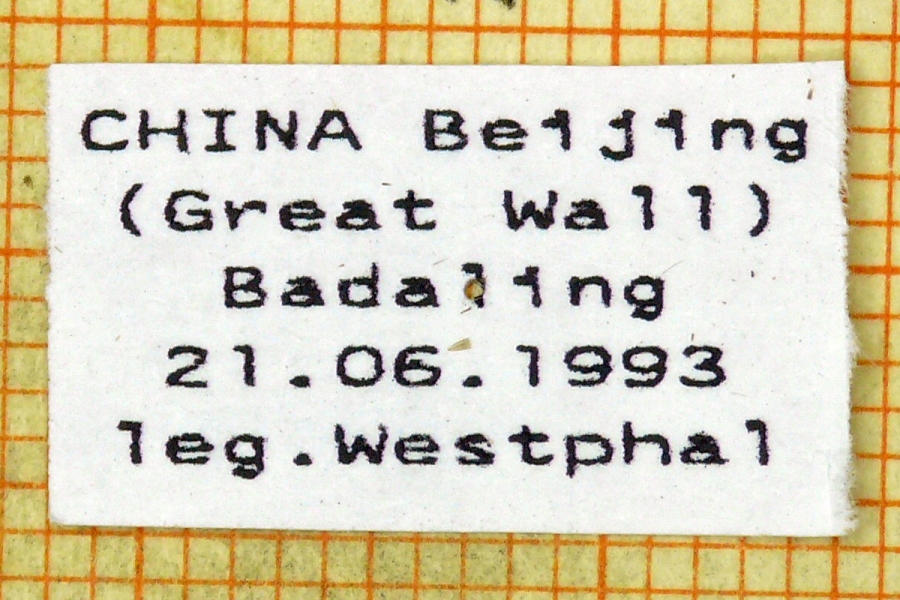 CHINA Beijing
(Great Wall)
Badaling
21.06.1993
leg.Westphal